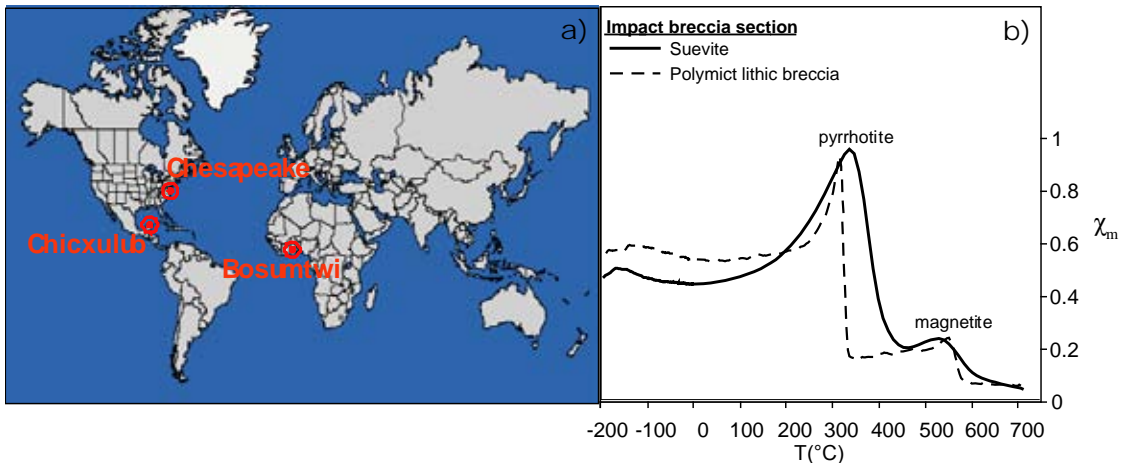 a)
Chesapeake
Chicxulub
Bosumtwi
Impact breccia section
b)
Suevite
Polymict lithic breccia
pyrrhotite
magnetite
1
0.8
0.6
0.4
0.2
0
χm
-200 -100 0 100 200 300 400 500 600 700
T(°C)